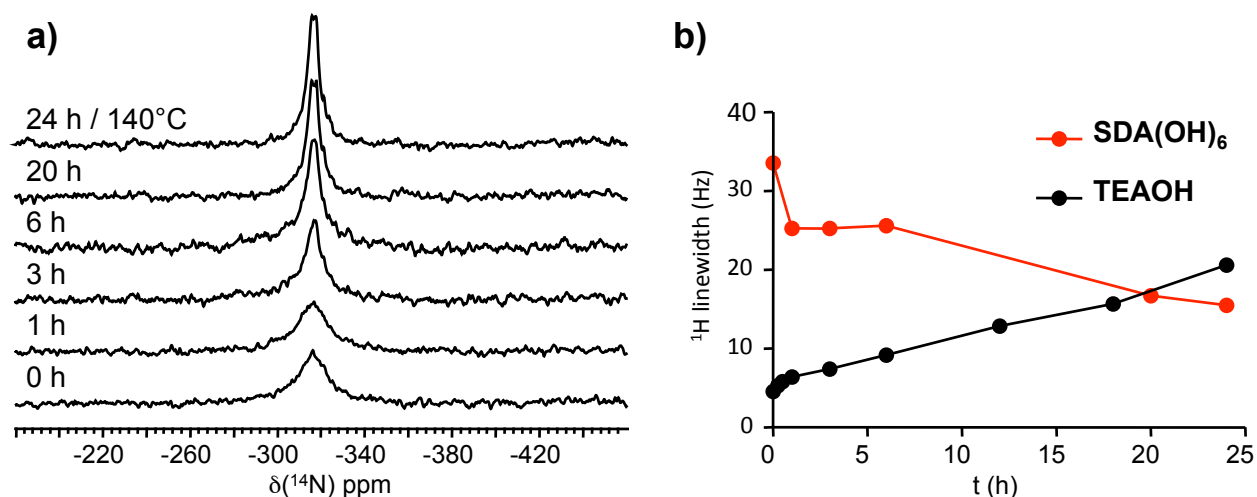 a)
24 h / 140°C
20 h
6 h
3 h
1 h
0 h
-220 -260 -300 -340 -380 -420
δ(¹⁴N) ppm
b)
¹H linewidth (Hz)
40
30
20
10
0
SDA(OH)₆
TEAOH
0 5 10 15 20 25
t (h)